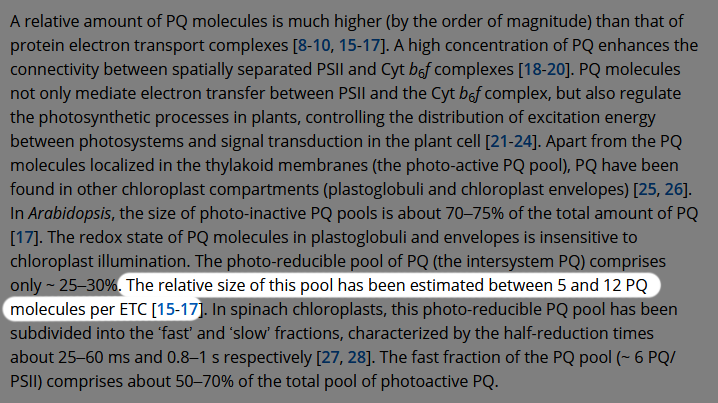 A relative amount of PQ molecules is much higher (by the order of magnitude) than that of
protein electron transport complexes [8-10, 15-17]. A high concentration of PQ enhances the
connectivity between spatially separated PSII and Cyt b6f complexes [18-20]. PQ molecules
not only mediate electron transfer between PSII and the Cyt b6f complex, but also regulate
the photosynthetic processes in plants, controlling the distribution of excitation energy
between photosystems and signal transduction in the plant cell [21-24]. Apart from the PQ
molecules localized in the thylakoid membranes (the photo-active PQ pool), PQ have been
found in other chloroplast compartments (plastoglobuli and chloroplast envelopes) [25, 26].
In Arabidopsis, the size of photo-inactive PQ pools is about 70–75% of the total amount of PQ
[17]. The redox state of PQ molecules in plastoglobuli and envelopes is insensitive to
chloroplast illumination. The photo-reducible pool of PQ (the intersystem PQ) comprises
only ~ 25–30%. The relative size of this pool has been estimated between 5 and 12 PQ
molecules per ETC [15-17]. In spinach chloroplasts, this photo-reducible PQ pool has been
subdivided into the ‘fast’ and ‘slow’ fractions, characterized by the half-reduction times
about 25–60 ms and 0.8–1 s respectively [27, 28]. The fast fraction of the PQ pool (~ 6 PQ/
PSII) comprises about 50–70% of the total pool of photoactive PQ.